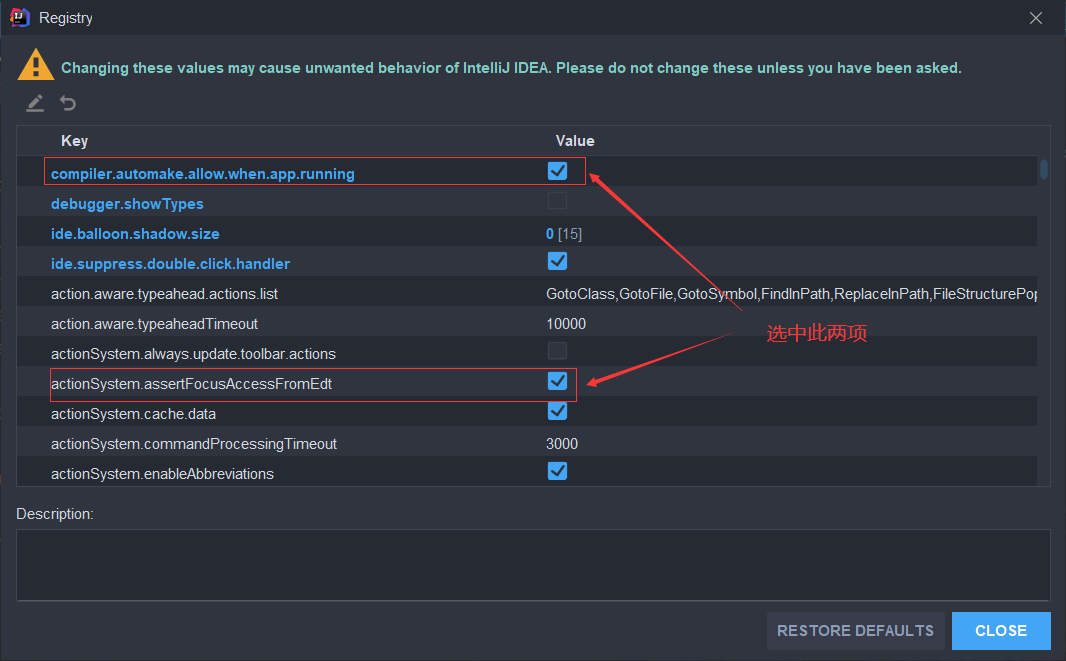 Registry
Changing these values may cause unwanted behavior of IntelliJ IDEA. Please do not change these unless you have been asked.
Key Value
compiler.automake.allow.when.app.running
debugger.showTypes
ide.balloon.shadow.size 0 [15]
ide.suppress.double.click.handler
action.aware.typeahead.actions.list GotoClass,GotoFile,GotoSymbol,FindInPath,ReplaceInPath,FileStructurePop
action.aware.typeaheadTimeout 10000
选中此两项
actionSystem.always.update.toolbar.actions
actionSystem.assertFocusAccessFromEdt
actionSystem.cache.data
actionSystem.commandProcessingTimeout 3000
actionSystem.enableAbbreviations
Description:
RESTORE DEFAULTS CLOSE